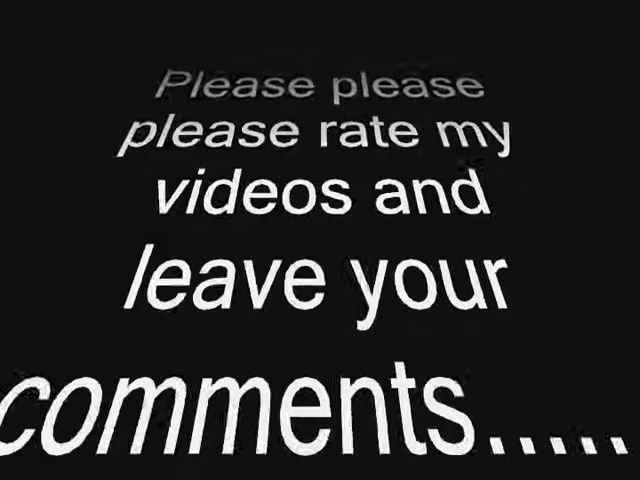 Please please
please rate my
videos and
leave your
comments.....